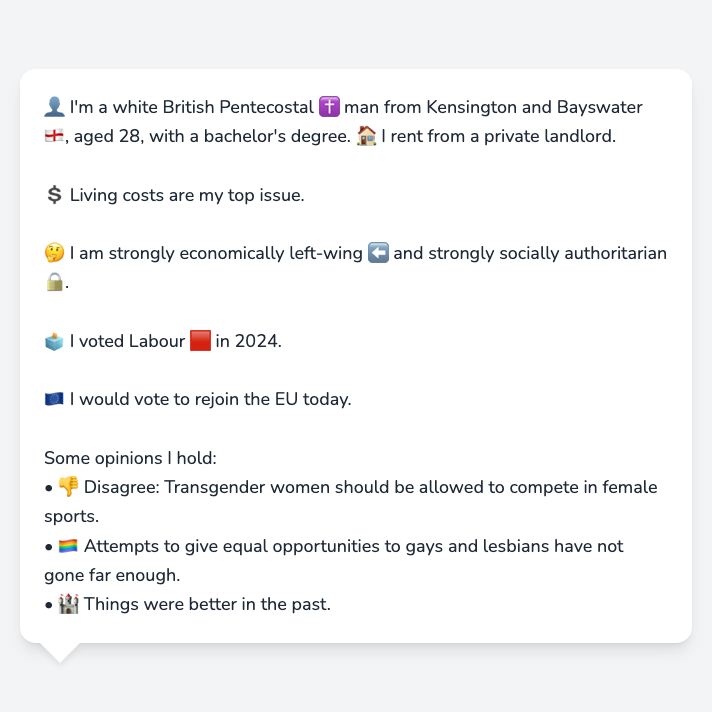 👤 I'm a white British Pentecostal ✝️ man from Kensington and Bayswater
🏴󠁧󠁢󠁥󠁮󠁧󠁿, aged 28, with a bachelor's degree. 🏠 I rent from a private landlord.
💲 Living costs are my top issue.
🤔 I am strongly economically left-wing ⬅️ and strongly socially authoritarian
🔒.
🗳️ I voted Labour 🟥 in 2024.
🇪🇺 I would vote to rejoin the EU today.
Some opinions I hold:
• 👎 Disagree: Transgender women should be allowed to compete in female
sports.
• 🏳️‍🌈 Attempts to give equal opportunities to gays and lesbians have not
gone far enough.
• 🏰 Things were better in the past.